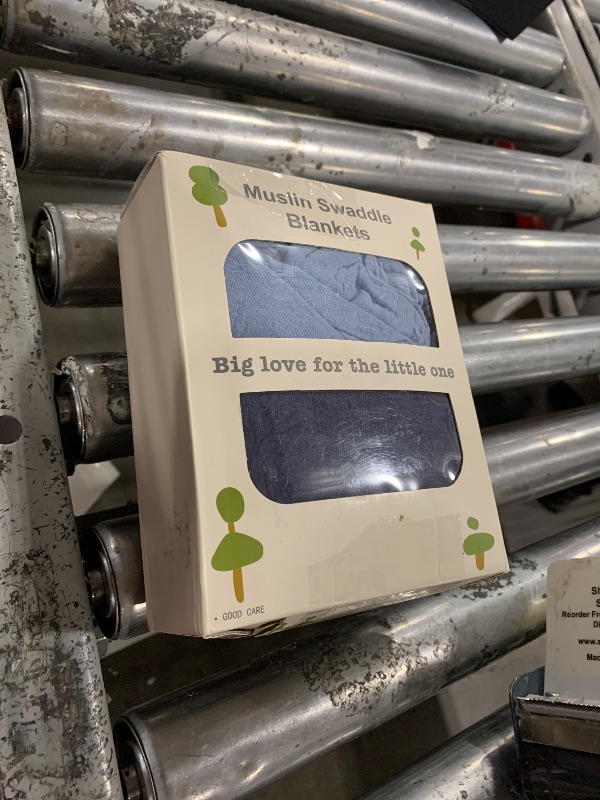 Muslin Swaddle
Blankets
Big love for the little one
• GOOD CARE
Reorder
www.s